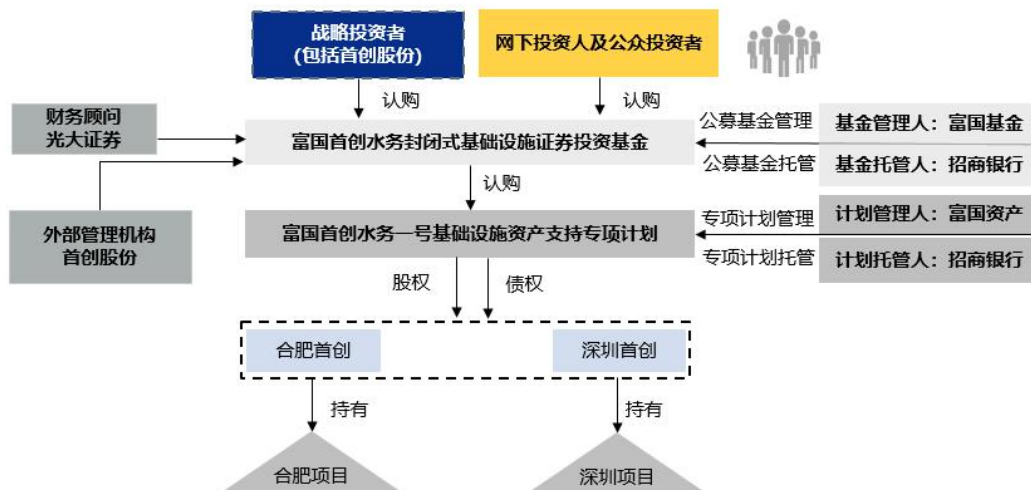 战略投资者
(包括首创股份)
网下投资人及公众投资者
认购
认购
财务顾问
光大证券
富国首创水务封闭式基础设施证券投资基金
公募基金管理
基金管理人：富国基金
公募基金托管
基金托管人：招商银行
认购
外部管理机构
首创股份
富国首创水务一号基础设施资产支持专项计划
专项计划管理
计划管理人：富国资产
专项计划托管
计划托管人：招商银行
股权
债权
合肥首创
深圳首创
持有
持有
合肥项目
深圳项目